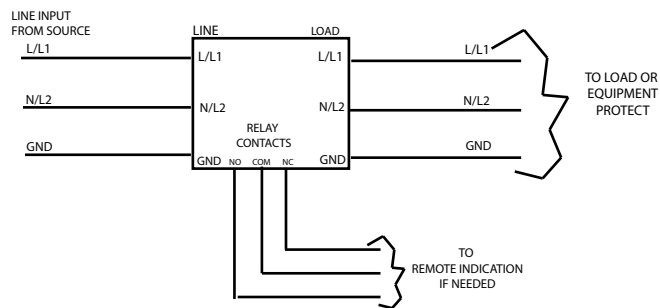 LINE INPUT
FROM SOURCE
L/L1
N/L2
GND
LINE
LOAD
L/L1
L/L1
N/L2
N/L2
RELAY
CONTACTS
GND
NO
COM
NC
GND
L/L1
N/L2
GND
TO LOAD OR
EQUIPMENT
PROTECT
TO
REMOTE INDICATION
IF NEEDED